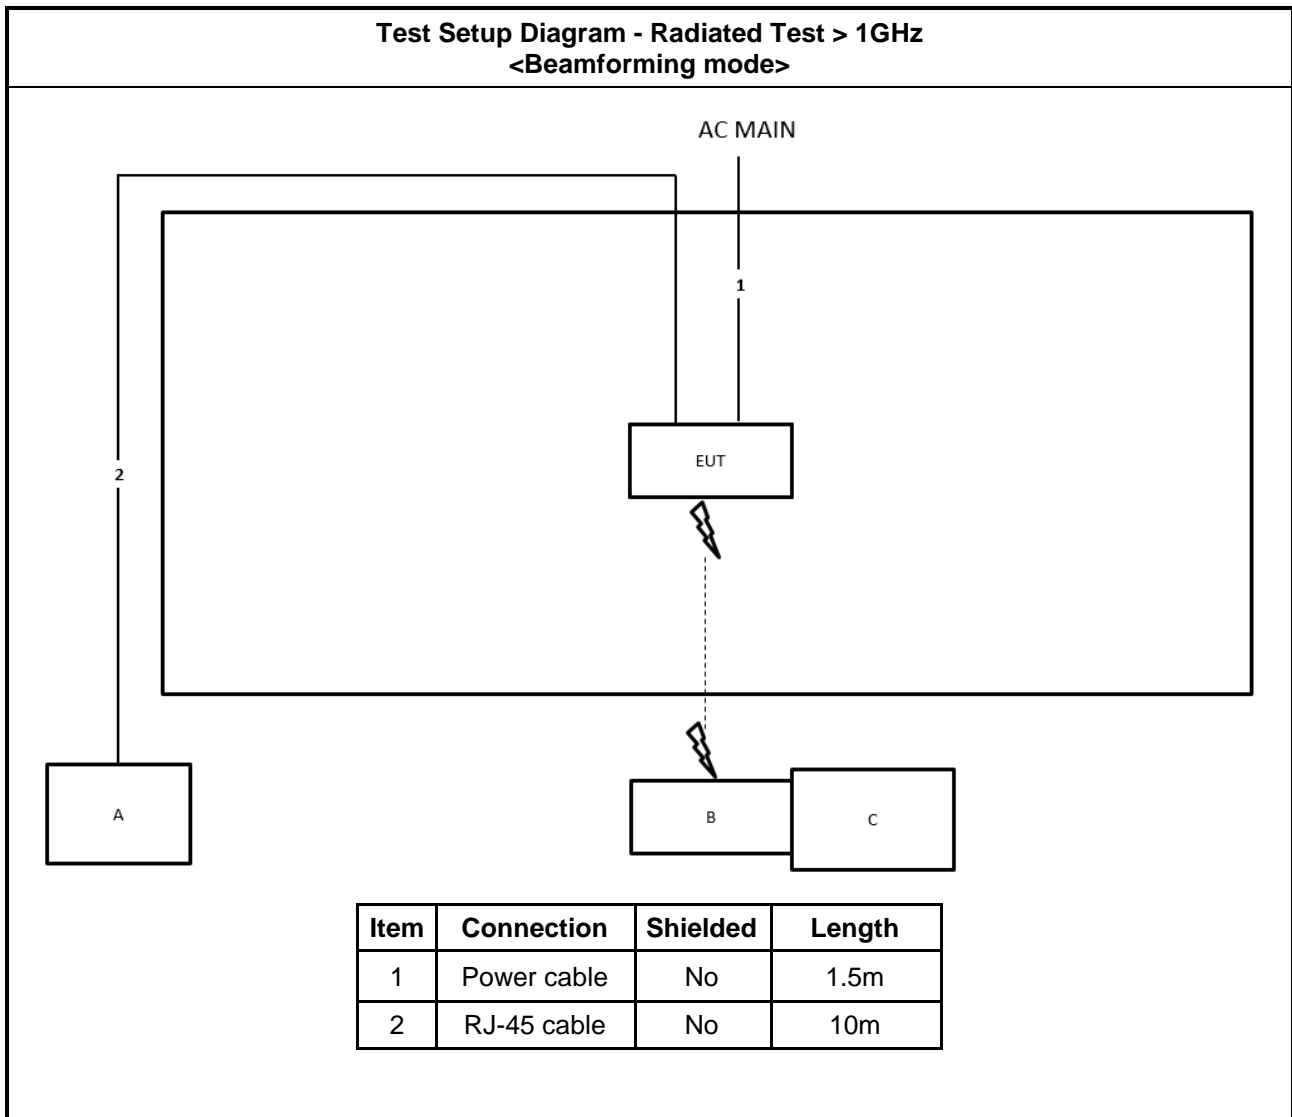 Test Setup Diagram - Radiated Test > 1GHz
<Beamforming mode>
AC MAIN
1
EUT
2
A
B
C
Item Connection Shielded Length
1 Power cable No 1.5m
2 RJ-45 cable No 10m